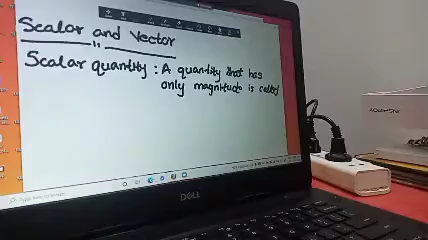 Scalar and Vector
Scalar quantity : A quantity that has
only magnitude is called
DELL